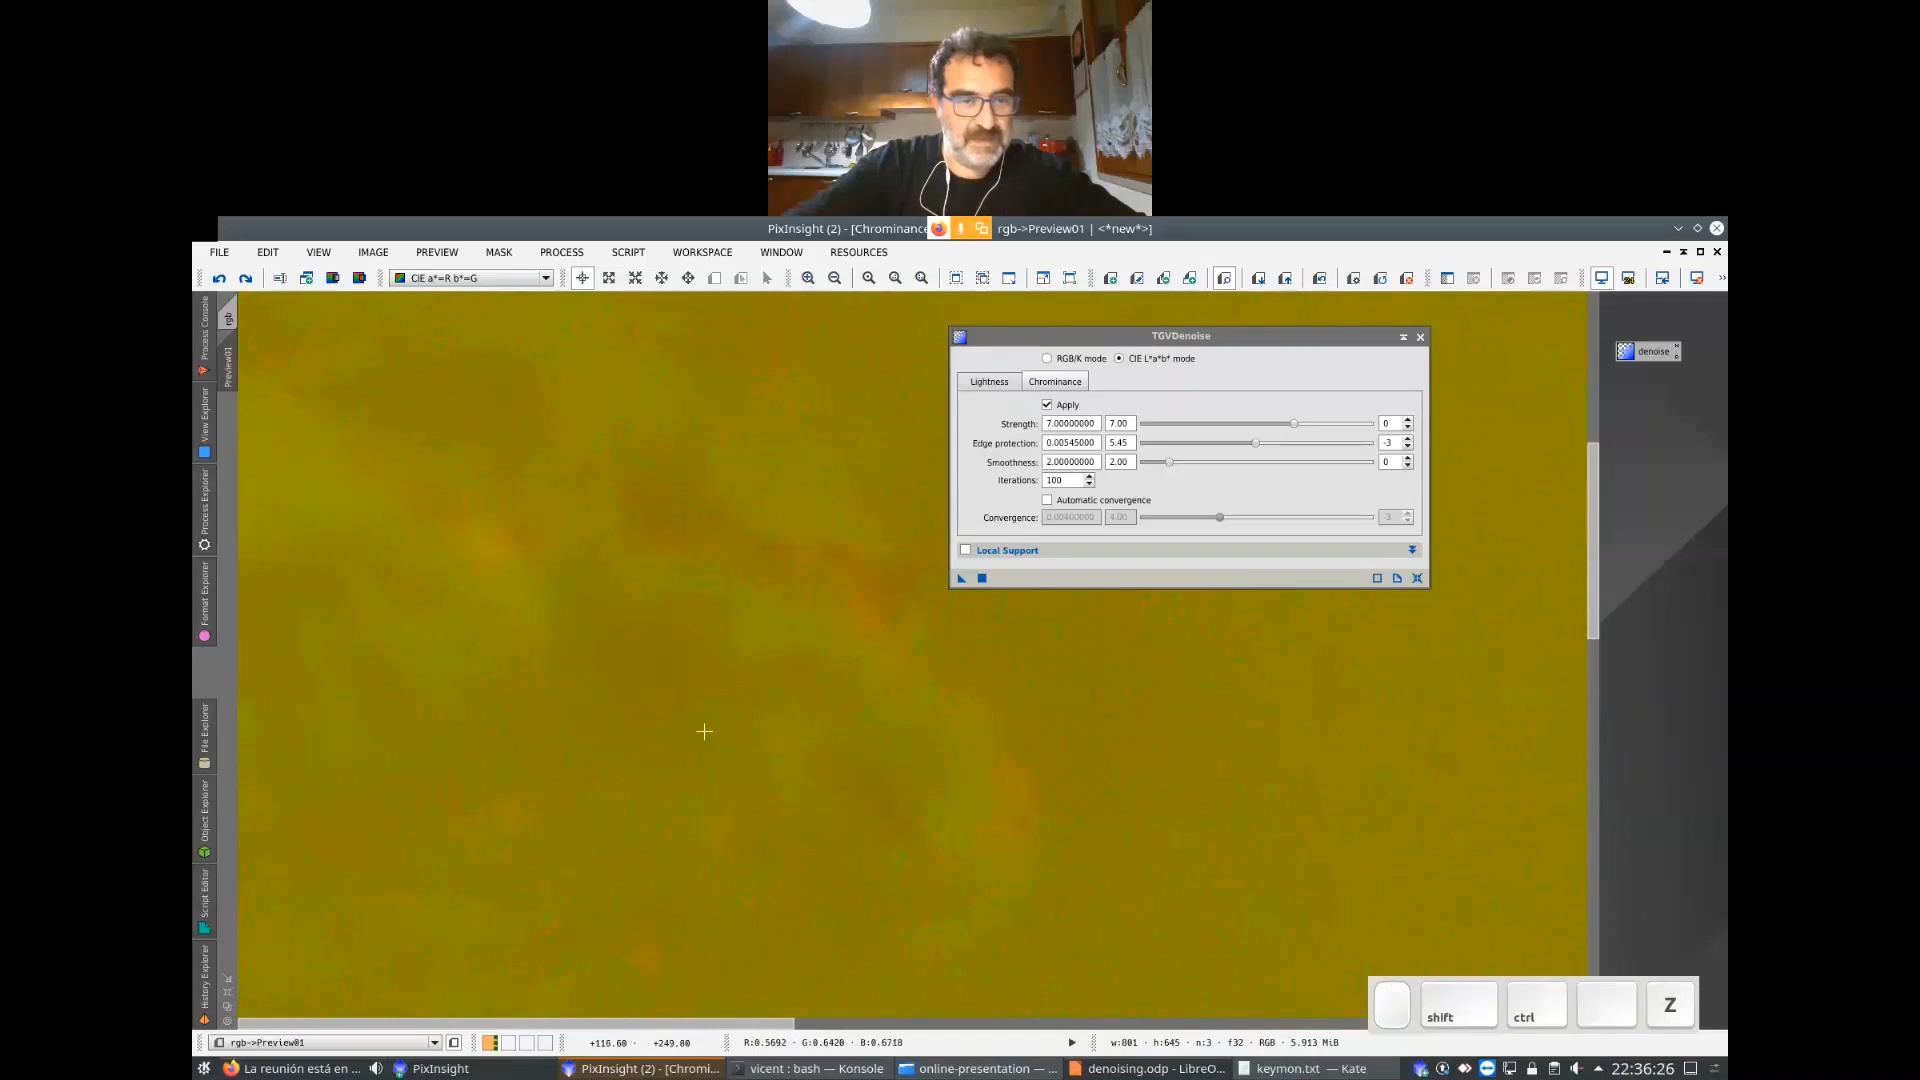 PixInsight (2) - [Chrominance
rgb->Preview01 | <*new*>]
FILE EDIT VIEW IMAGE PREVIEW MASK PROCESS SCRIPT WORKSPACE WINDOW RESOURCES
CIE a*=R b*=G
Process Console
View Explorer
Process Explorer
Format Explorer
File Explorer
Object Explorer
Script Editor
History Explorer
rgb
Preview01
TGVDenoise
RGB/K mode CIE L*a*b* mode
Lightness Chrominance
Apply
Strength: 7.00000000 7.00 0
Edge protection: 0.00545000 5.45 -3
Smoothness: 2.00000000 2.00 0
Iterations: 100
Automatic convergence
Convergence: 0.00400000 4.00 -3
Local Support
denoise
shift ctrl Z
rgb->Preview01 +116.60 · +249.80 R:0.5692 · G:0.6420 · B:0.6718 w:801 · h:645 · n:3 · f32 · RGB · 5.913 MiB
La reunión está en ... PixInsight PixInsight (2) - [Chromi... vicent : bash — Konsole online-presentation — ... denoising.odp - LibreO... keymon.txt — Kate 22:36:26